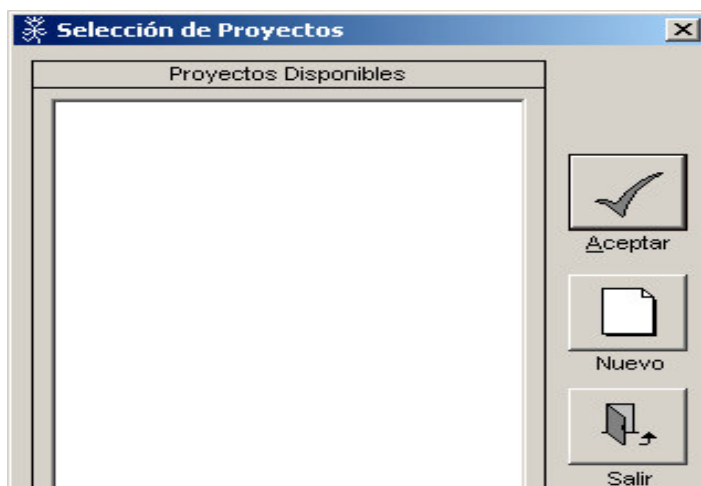 Selección de Proyectos
Proyectos Disponibles
Aceptar
Nuevo
Salir